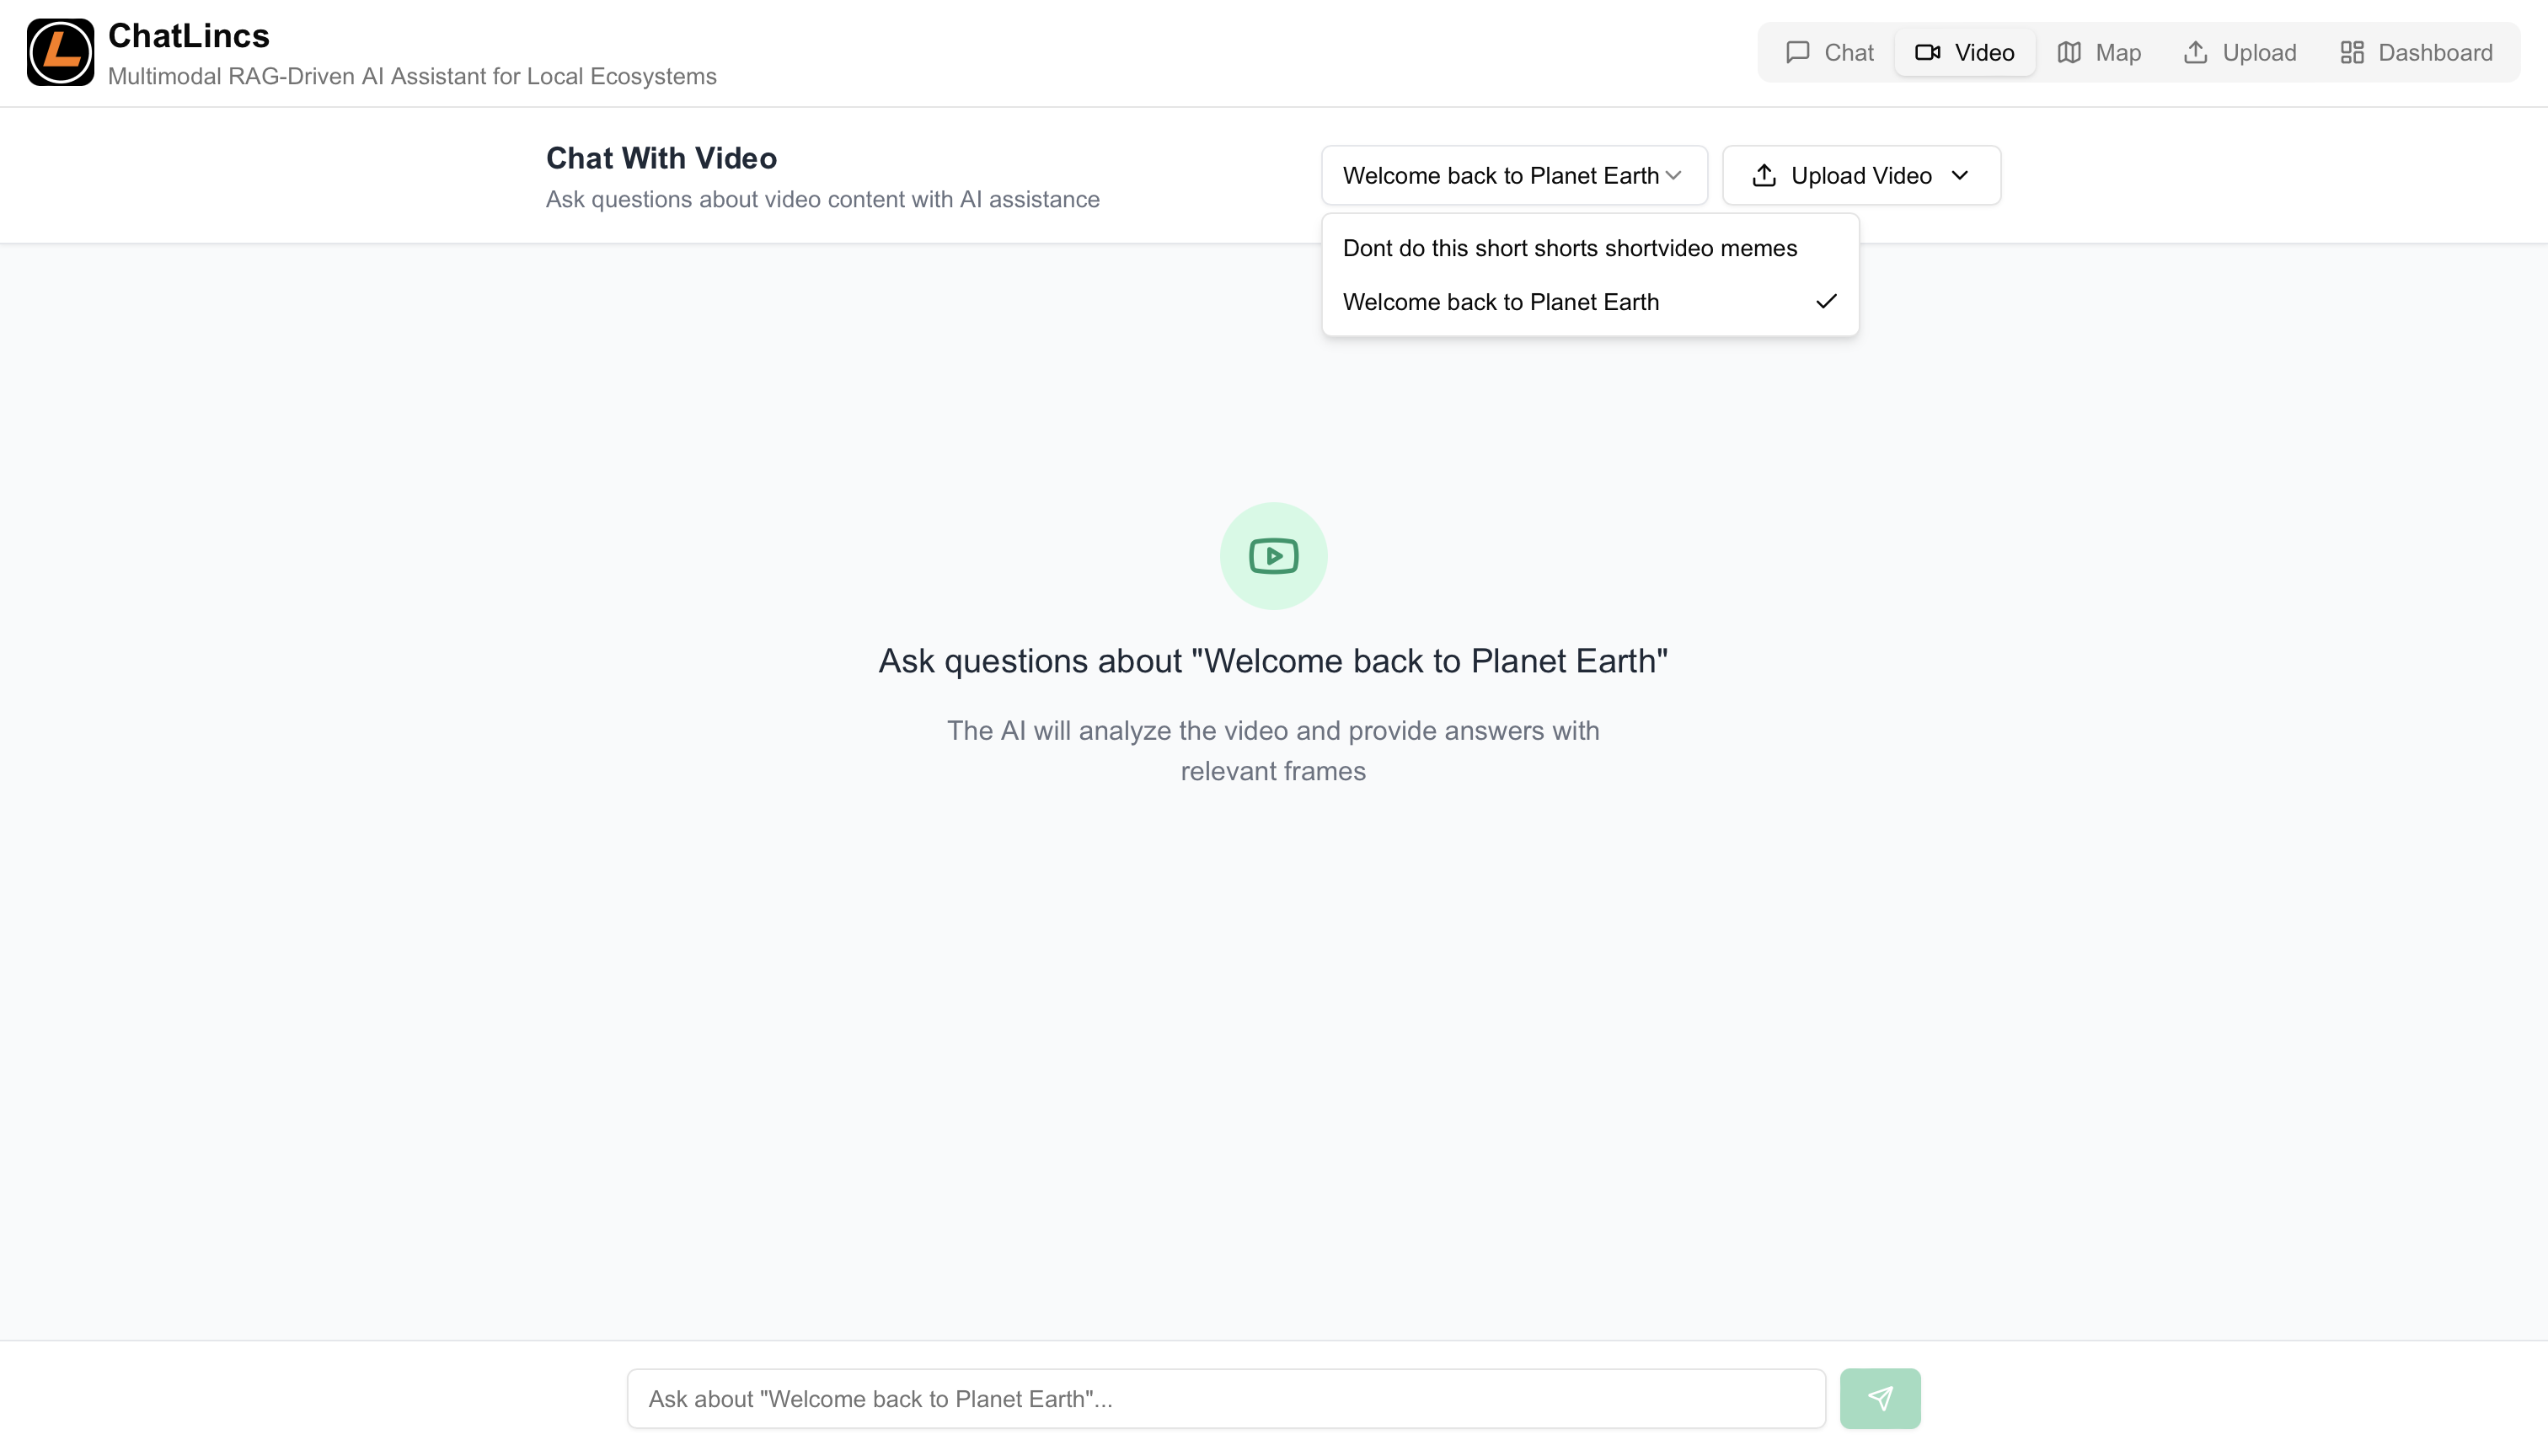 ChatLincs
Multimodal RAG-Driven AI Assistant for Local Ecosystems
Chat
Video
Map
Upload
Dashboard
Chat With Video
Ask questions about video content with AI assistance
Welcome back to Planet Earth
Upload Video
Dont do this short shorts shortvideo memes
Welcome back to Planet Earth
Ask questions about "Welcome back to Planet Earth"
The AI will analyze the video and provide answers with
relevant frames
Ask about "Welcome back to Planet Earth"...